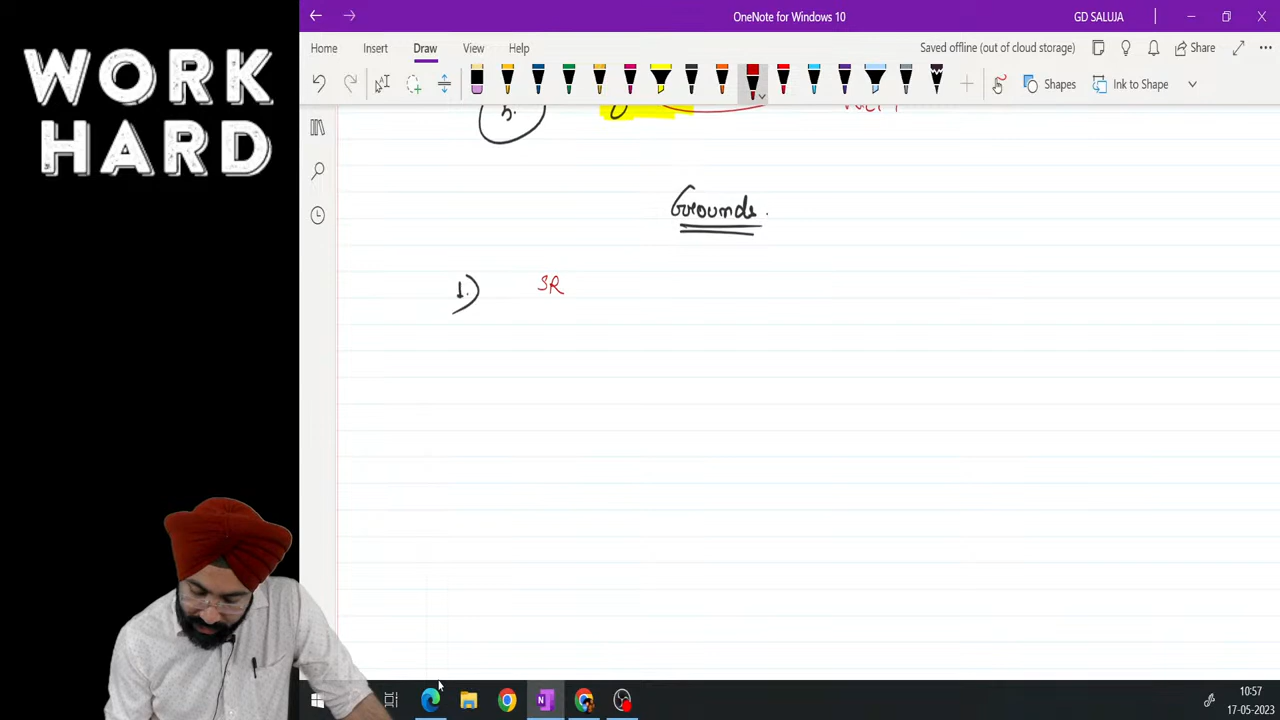 WORK
HARD
OneNote for Windows 10
GD SALUJA
Home Insert Draw View Help
Saved offline (out of cloud storage)
Share
Shapes
Ink to Shape
Grounds.
1.) SR
10:57
17-05-2023